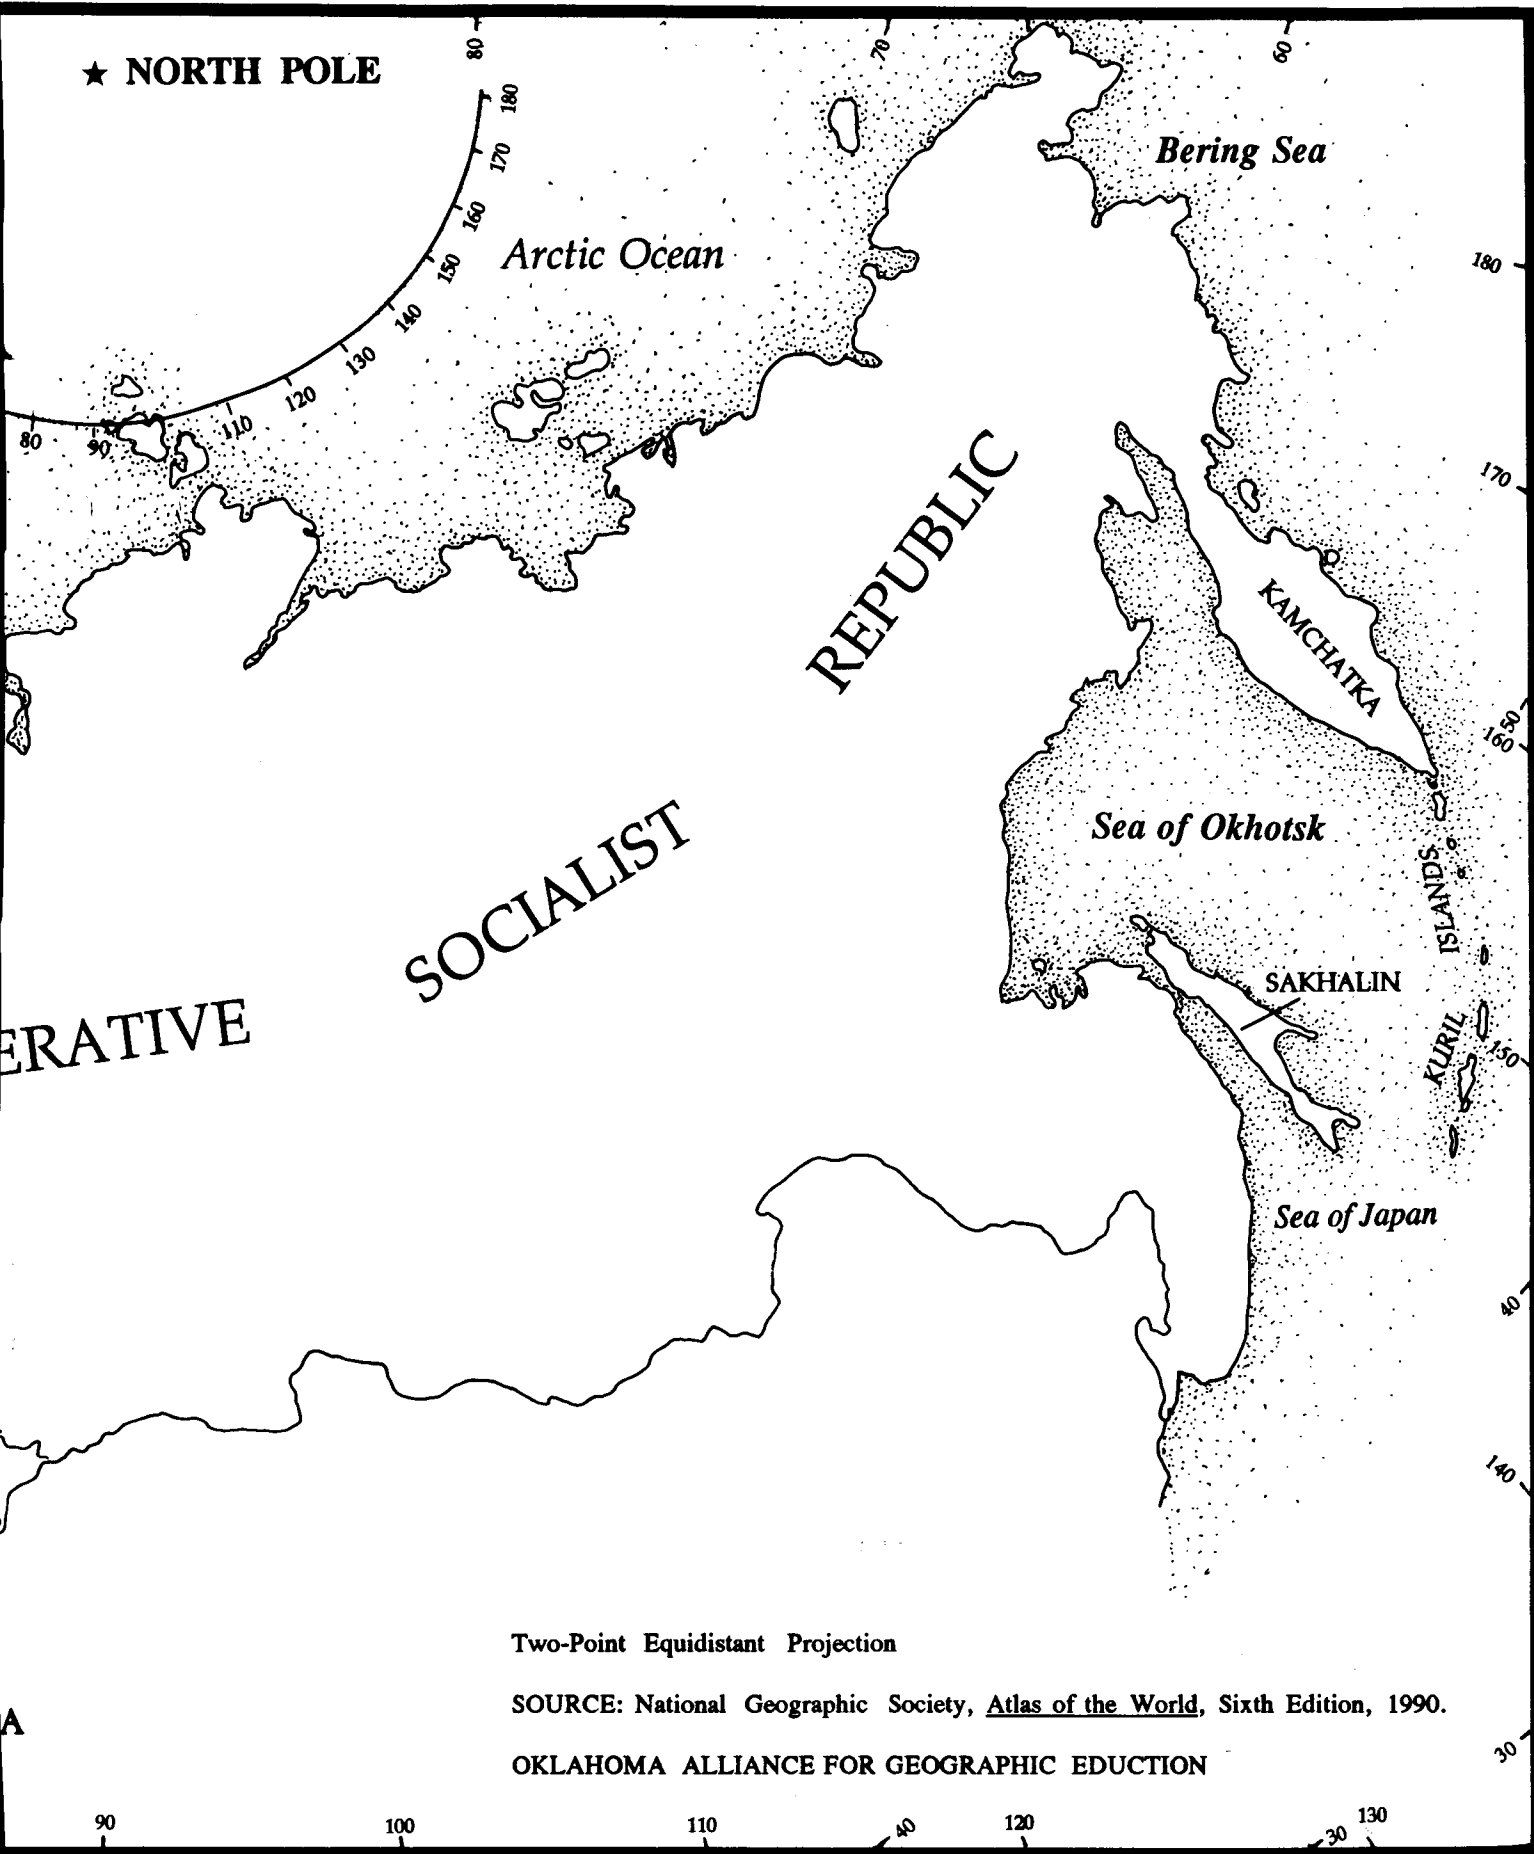 80
70
60
★ NORTH POLE
180
170
160
150
140
130
120
110
90
80
Bering Sea
Arctic Ocean
180
170
REPUBLIC
KAMCHATKA
50
160
Sea of Okhotsk
ISLANDS
SOCIALIST
SAKHALIN
ERATIVE
KURIL
150
Sea of Japan
40
140
Two-Point Equidistant Projection
SOURCE: National Geographic Society, Atlas of the World, Sixth Edition, 1990.
A
OKLAHOMA ALLIANCE FOR GEOGRAPHIC EDUCTION
30
90
100
110
40
120
30
130